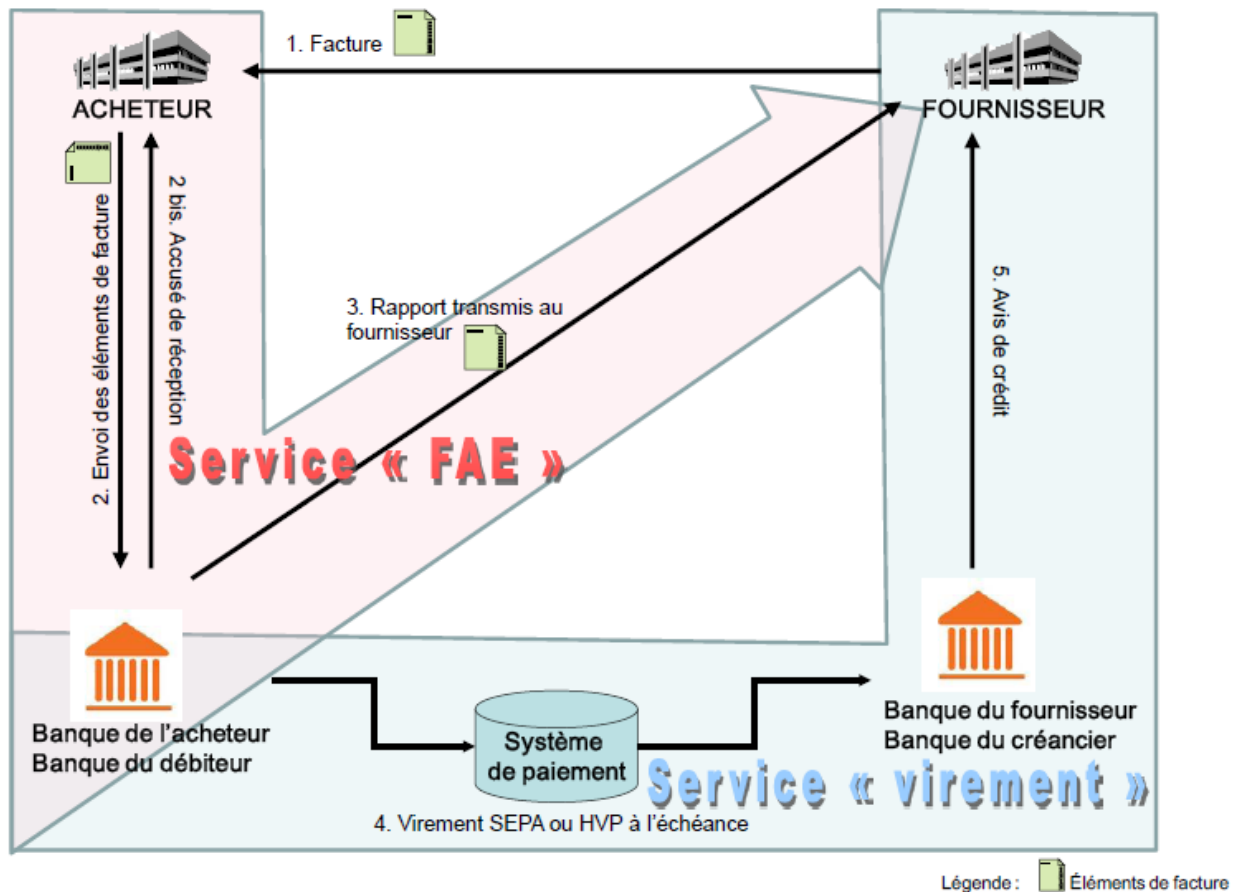 1. Facture
ACHETEUR
FOURNISSEUR
2. Envoi des éléments de facture
2 bis. Accusé de réception
3. Rapport transmis au
fournisseur
5. Avis de crédit
Service « FAE »
Banque de l'acheteur
Banque du débiteur
Système
de paiement
Banque du fournisseur
Banque du créancier
Service « virement »
4. Virement SEPA ou HVP à l'échéance
Légende : Éléments de facture